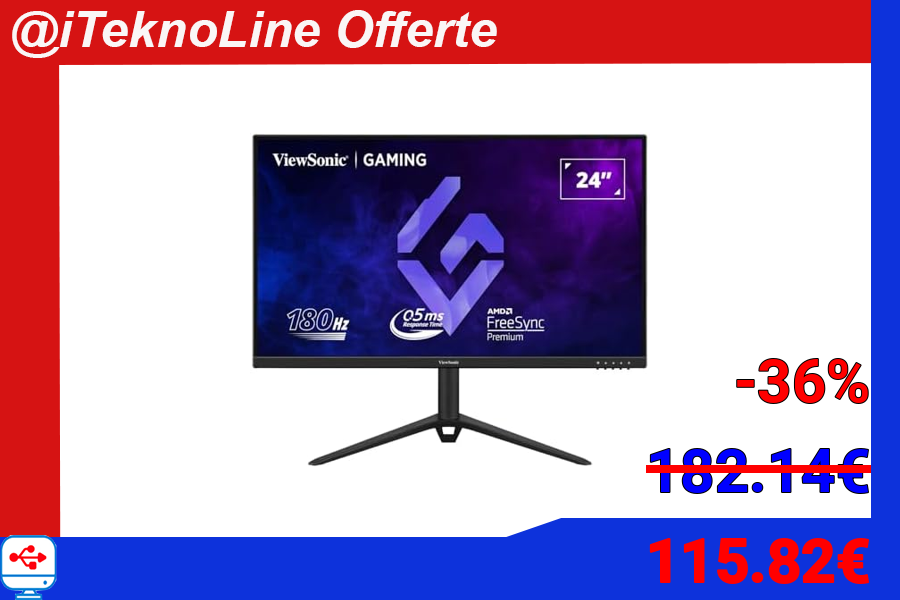 @iTeknoLine Offerte
ViewSonic | GAMING
24"
180Hz
0.5ms
Response Time
AMD
FreeSync
Premium
ViewSonic
-36%
182.14€
115.82€